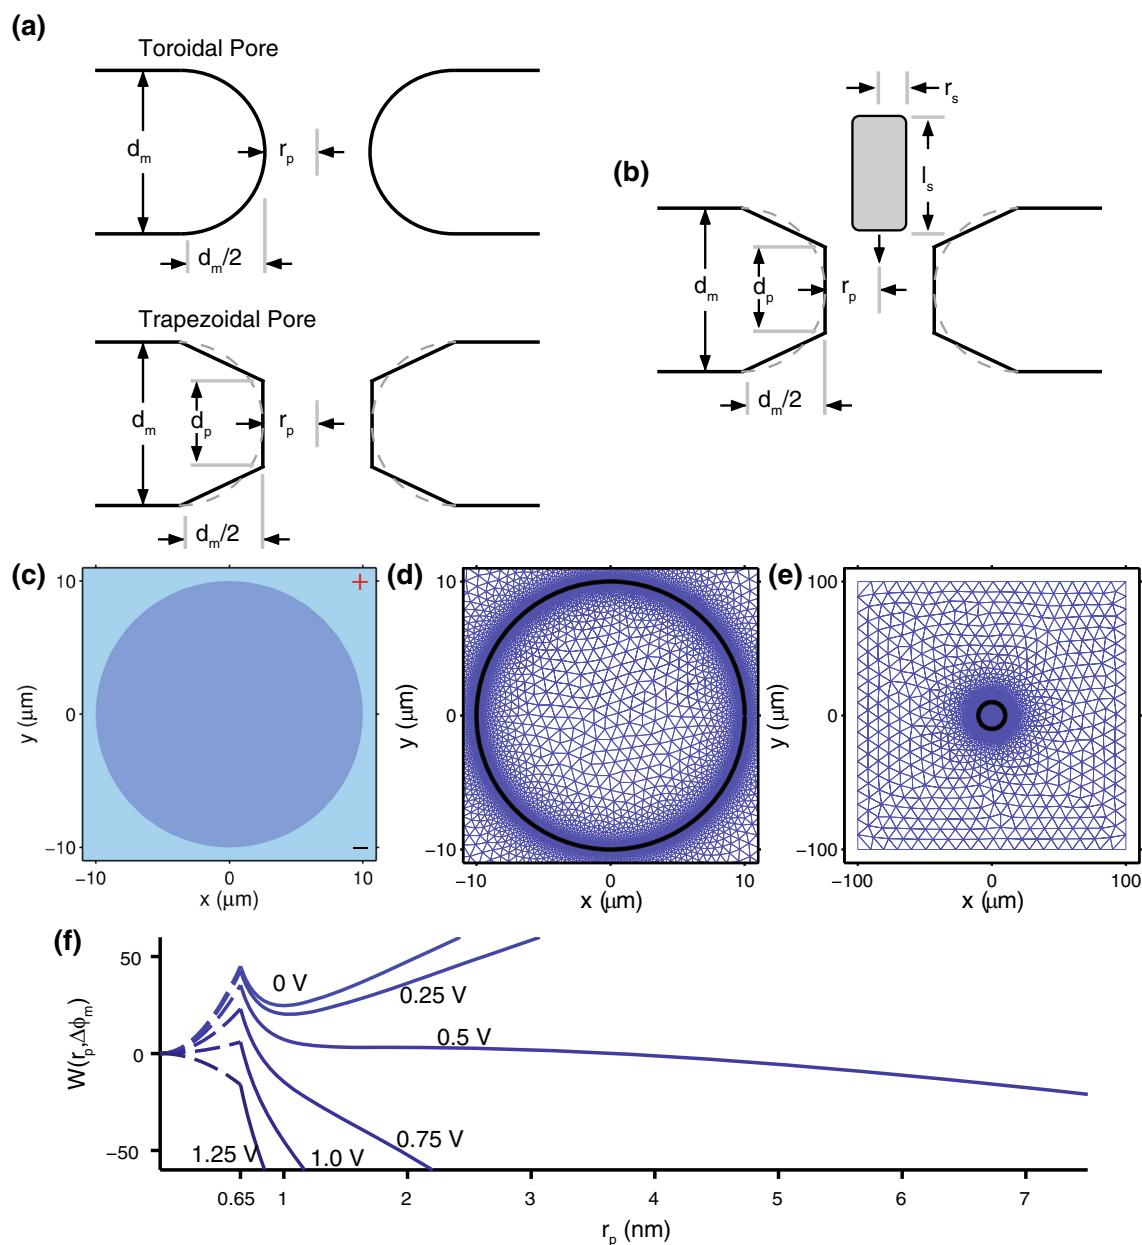 (a)
Toroidal Pore
d_m
r_p
d_m/2
Trapezoidal Pore
d_m
d_p
r_p
d_m/2
(b)
r_s
l_s
d_m
d_p
r_p
d_m/2
(c)
10
0
−10
y (μm)
+
−
−10 0 10
x (μm)
(d)
10
0
−10
y (μm)
−10 0 10
x (μm)
(e)
100
0
−100
y (μm)
−100 0 100
x (μm)
(f)
W(r_p,Δϕ_m)
50
0
−50
0 V
0.25 V
0.5 V
0.75 V
1.0 V
1.25 V
0.65 1 2 3 4 5 6 7
r_p (nm)